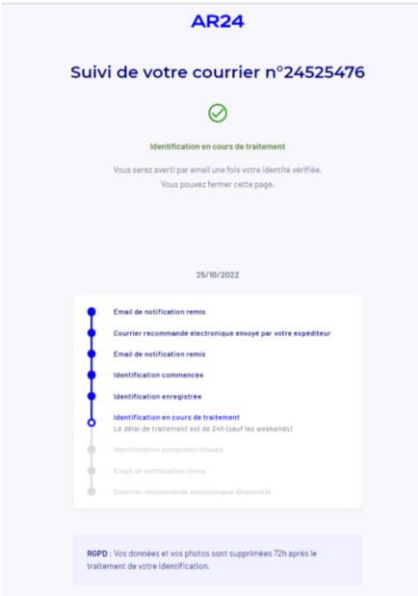 AR24
Suivi de votre courrier n°24525476
Identification en cours de traitement
Vous serez averti par email une fois votre identité vérifiée.
Vous pouvez fermer cette page.
25/10/2022
Email de notification remis
Courrier recommandé électronique envoyé par votre expéditeur
Email de notification remis
Identification commencée
Identification enregistrée
Identification en cours de traitement
Le délai de traitement est de 24h (sauf les weekends)
Identification acceptée/refusée
Email de notification remis
Courrier recommandé électronique disponible
RGPD : Vos données et vos photos sont supprimées 72h après le
traitement de votre identification.